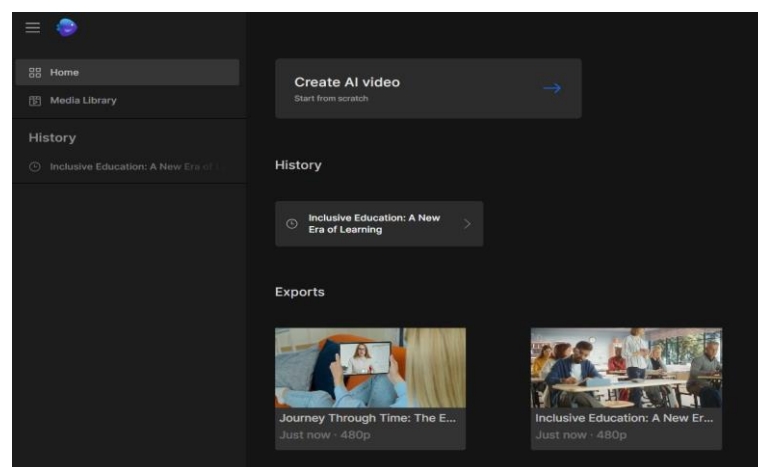 Home
Media Library
History
Inclusive Education: A New Era of
Create AI video
Start from scratch
History
Inclusive Education: A New
Era of Learning
Exports
Journey Through Time: The E...
Just now · 480p
Inclusive Education: A New Er...
Just now · 480p